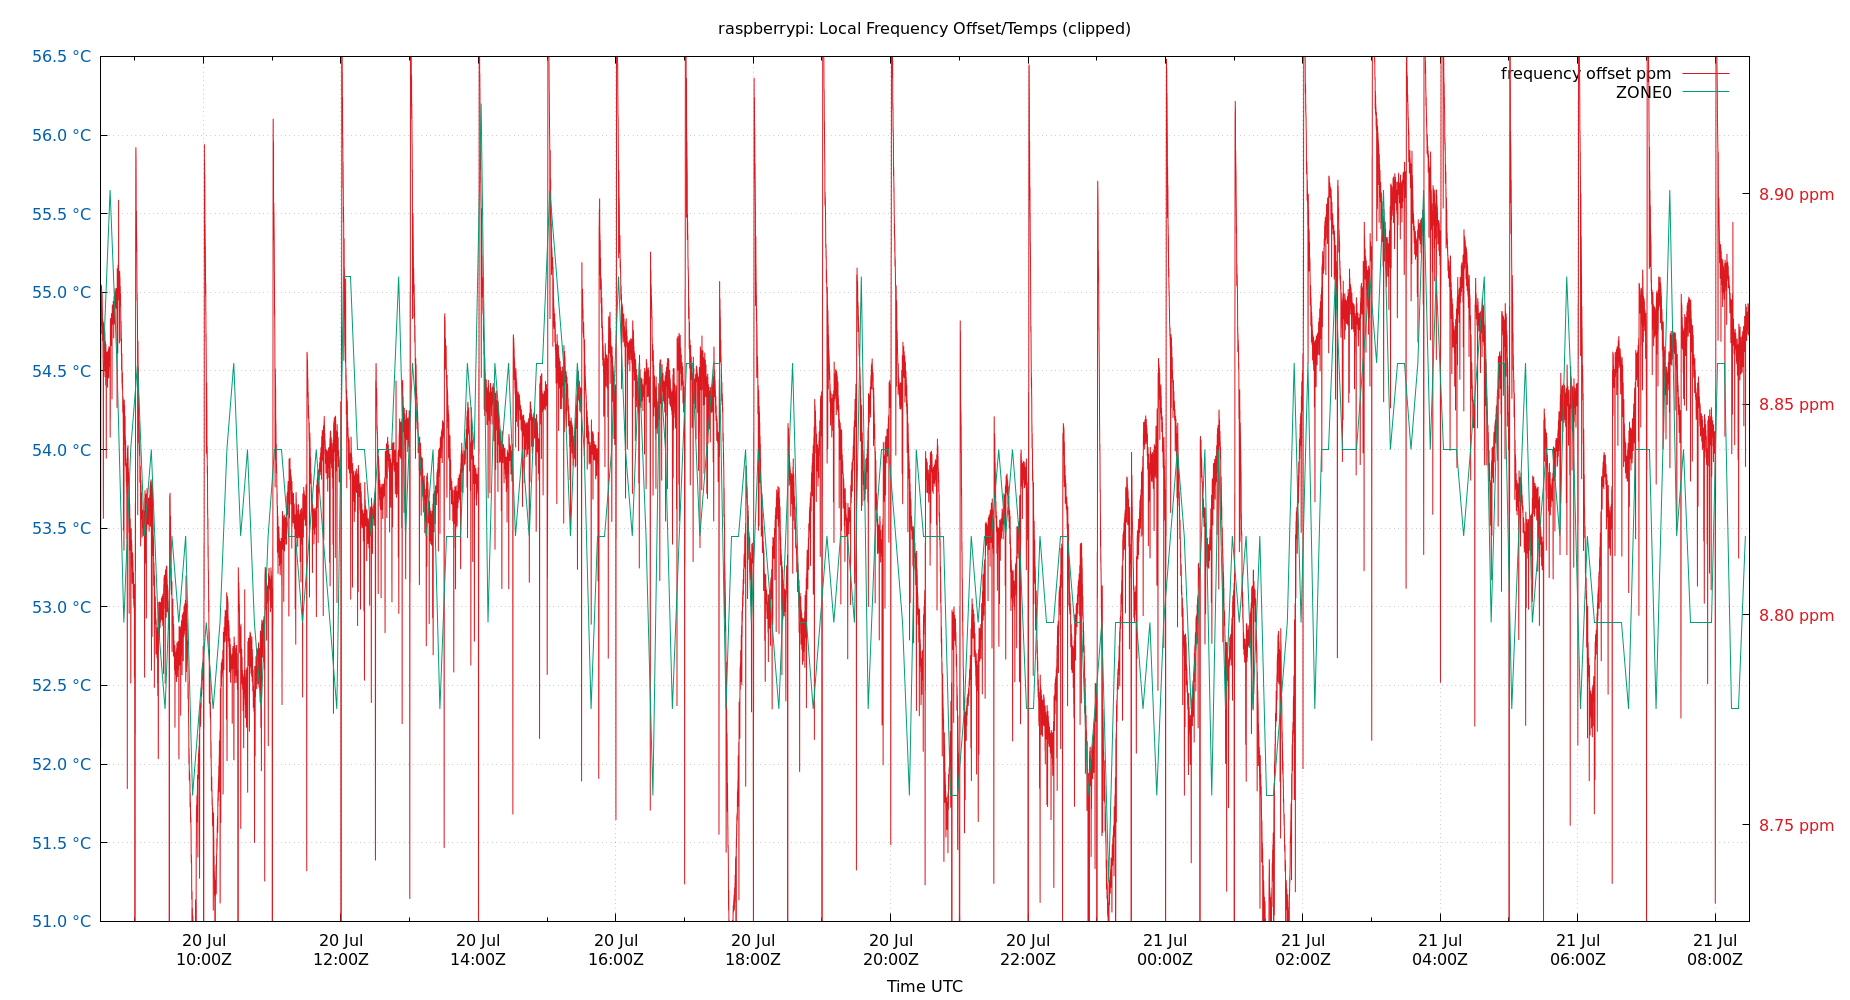 raspberrypi: Local Frequency Offset/Temps (clipped)
56.5 °C
56.0 °C
55.5 °C
55.0 °C
54.5 °C
54.0 °C
53.5 °C
53.0 °C
52.5 °C
52.0 °C
51.5 °C
51.0 °C
frequency offset ppm
ZONE0
8.90 ppm
8.85 ppm
8.80 ppm
8.75 ppm
20 Jul 20 Jul 20 Jul 20 Jul 20 Jul 20 Jul 20 Jul 21 Jul 21 Jul 21 Jul 21 Jul 21 Jul
10:00Z 12:00Z 14:00Z 16:00Z 18:00Z 20:00Z 22:00Z 00:00Z 02:00Z 04:00Z 06:00Z 08:00Z
Time UTC